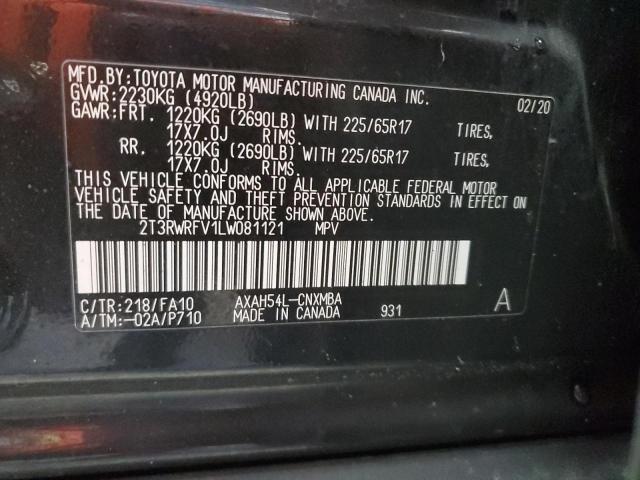 MFD.BY:TOYOTA MOTOR MANUFACTURING CANADA INC.
GVWR:2230KG (4920LB) 02/20
GAWR:FRT. 1220KG (2690LB) WITH 225/65R17 TIRES,
17X7.0J RIMS.
RR. 1220KG (2690LB) WITH 225/65R17 TIRES,
17X7.0J RIMS.
THIS VEHICLE CONFORMS TO ALL APPLICABLE FEDERAL MOTOR
VEHICLE SAFETY AND THEFT PREVENTION STANDARDS IN EFFECT ON
THE DATE OF MANUFACTURE SHOWN ABOVE.
2T3RWRFV1LW081121 MPV
C/TR:218/FA10 AXAH54L-CNXMBA A
A/TM:-02A/P710 MADE IN CANADA 931